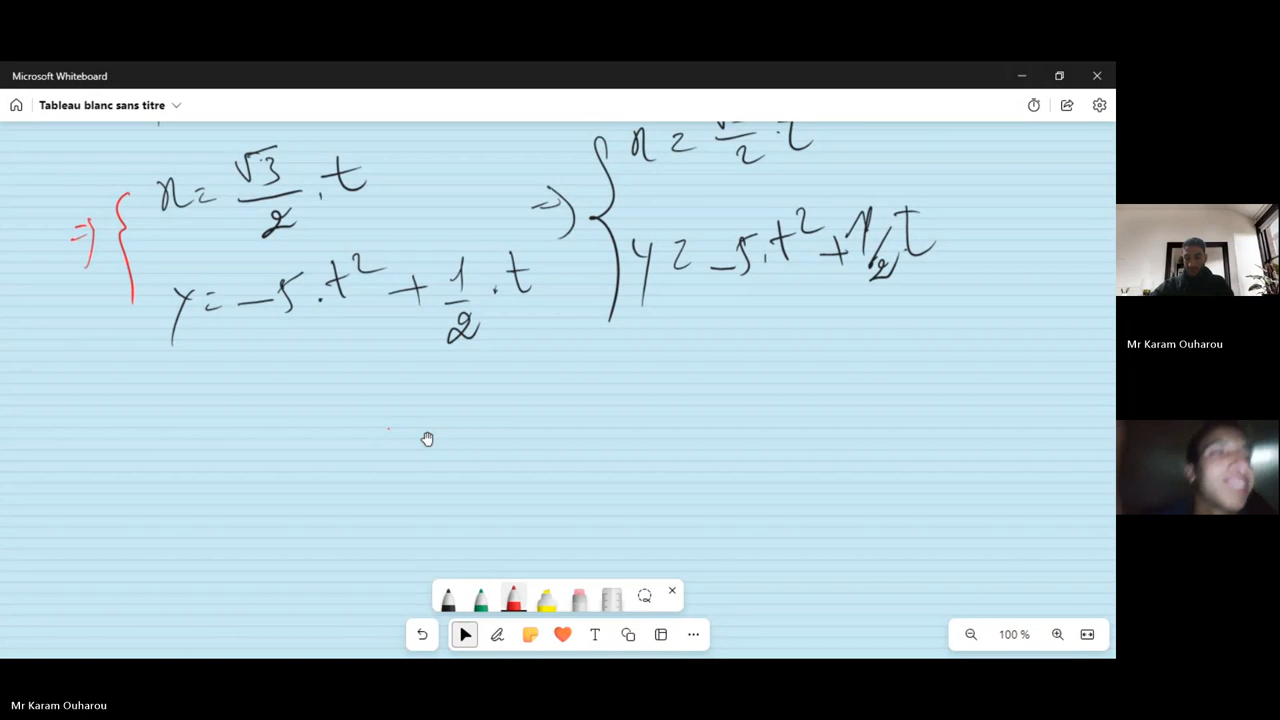 Microsoft Whiteboard
Tableau blanc sans titre
⇒ { x = √3/2 . t
y = -5 . t² + 1/2 . t
⇒ { x = √ /2 . t
y = -5 . t² + 1/2 t
100 %
Mr Karam Ouharou
Mr Karam Ouharou